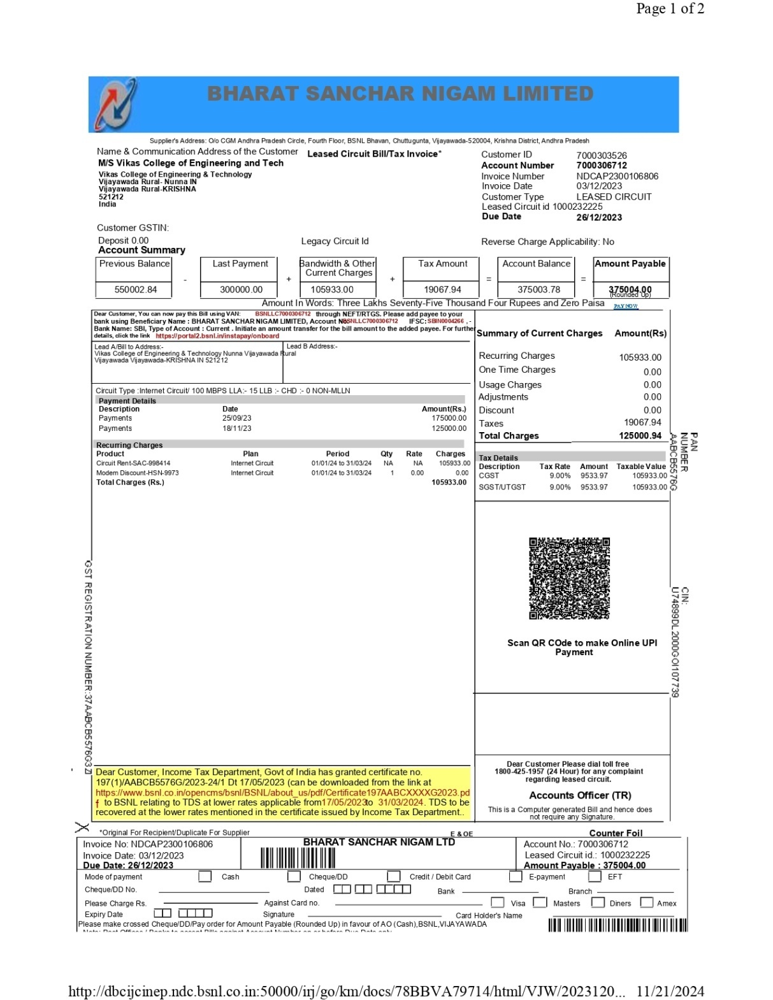 Page 1 of 2
BHARAT SANCHAR NIGAM LIMITED
Supplier's Address: O/o CGM Andhra Pradesh Circle, Fourth Floor, BSNL Bhavan, Chuttugunta, Vijayawada-520004, Krishna District, Andhra Pradesh
Name & Communication Address of the Customer
Leased Circuit Bill/Tax Invoice*
M/S Vikas College of Engineering and Tech
Vikas College of Engineering & Technology
Vijayawada Rural- Nunna IN
Vijayawada Rural-KRISHNA
521212
India
Customer ID 7000303526
Account Number 7000306712
Invoice Number NDCAP2300106806
Invoice Date 03/12/2023
Customer Type LEASED CIRCUIT
Leased Circuit id 1000232225
Due Date 26/12/2023
Customer GSTIN:
Deposit 0.00 Legacy Circuit Id Reverse Charge Applicability: No
Account Summary
Previous Balance Last Payment Bandwidth & Other Current Charges Tax Amount Account Balance Amount Payable
- + + = =
550002.84 300000.00 105933.00 19067.94 375003.78 375004.00
(Rounded Up)
Amount In Words: Three Lakhs Seventy-Five Thousand Four Rupees and Zero Paisa
PAY NOW
Dear Customer, You can now pay this Bill using VAN: BSNLLC7000306712 through NEFT/RTGS. Please add payee to your
bank using Beneficiary Name : BHARAT SANCHAR NIGAM LIMITED, Account No: BSNLLC7000306712 IFSC: SBIN0004266 , -
Bank Name: SBI, Type of Account : Current . Initiate an amount transfer for the bill amount to the added payee. For further
details, click the link https://portal2.bsnl.in/instapay/onboard
Lead A/Bill to Address:-
Vikas College of Engineering & Technology Nunna Vijayawada Rural
Vijayawada Vijayawada-KRISHNA IN 521212
Lead B Address:-
Circuit Type :Internet Circuit/ 100 MBPS LLA:- 15 LLB :- CHD :- 0 NON-MLLN
Payment Details
Description Date Amount(Rs.)
Payments 25/09/23 175000.00
Payments 18/11/23 125000.00
Recurring Charges
Product Plan Period Qty Rate Charges
Circuit Rent-SAC-998414 Internet Circuit 01/01/24 to 31/03/24 NA NA 105933.00
Modem Discount-HSN-9973 Internet Circuit 01/01/24 to 31/03/24 1 0.00 0.00
Total Charges (Rs.) 105933.00
Summary of Current Charges Amount(Rs)
Recurring Charges 105933.00
One Time Charges 0.00
Usage Charges 0.00
Adjustments 0.00
Discount 0.00
Taxes 19067.94
Total Charges 125000.94
Tax Details
Description Tax Rate Amount Taxable Value
CGST 9.00% 9533.97 105933.00
SGST/UTGST 9.00% 9533.97 105933.00
PAN
NUMBER
AABCB5576G
Scan QR COde to make Online UPI
Payment
CIN:
U74899DL2000GOI107739
GST REGISTRATION NUMBER:37AABCB5576G3ZI
Dear Customer, Income Tax Department, Govt of India has granted certificate no.
197(1)/AABCB5576G/2023-24/1 Dt 17/05/2023 (can be downloaded from the link at
https://www.bsnl.co.in/opencms/bsnl/BSNL/about_us/pdf/Certificate197AABCXXXXG2023.pd
f to BSNL relating to TDS at lower rates applicable from17/05/2023to 31/03/2024. TDS to be
recovered at the lower rates mentioned in the certificate issued by Income Tax Department..
Dear Customer Please dial toll free
1800-425-1957 (24 Hour) for any complaint
regarding leased circuit.
Accounts Officer (TR)
This is a Computer generated Bill and hence does
not require any Signature.
*Original For Recipient/Duplicate For Supplier E & OE Counter Foil
Invoice No: NDCAP2300106806
Invoice Date: 03/12/2023
Due Date: 26/12/2023
BHARAT SANCHAR NIGAM LTD
Account No.: 7000306712
Leased Circuit id.: 1000232225
Amount Payable : 375004.00
Mode of payment Cash Cheque/DD Credit / Debit Card E-payment EFT
Cheque/DD No. Dated Bank Branch
Please Charge Rs. Against Card no. Visa Masters Diners Amex
Expiry Date Signature Card Holder's Name
Please make crossed Cheque/DD/Pay order for Amount Payable (Rounded Up) in favour of AO (Cash),BSNL,VIJAYAWADA
http://dbcijcinep.ndc.bsnl.co.in:50000/irj/go/km/docs/78BBVA79714/html/VJW/2023120... 11/21/2024